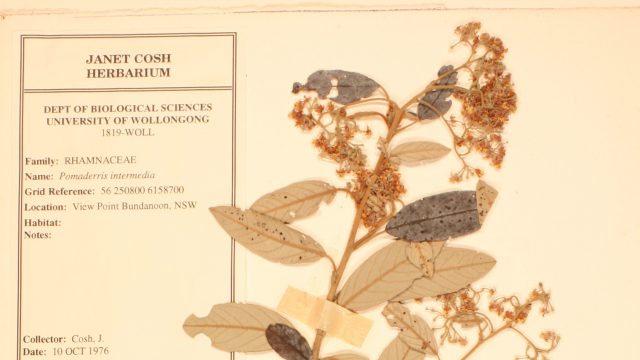 JANET COSH
HERBARIUM
DEPT OF BIOLOGICAL SCIENCES
UNIVERSITY OF WOLLONGONG
1819-WOLL
Family: RHAMNACEAE
Name: Pomaderris intermedia
Grid Reference: 56 250800 6158700
Location: View Point Bundanoon, NSW
Habitat:
Notes:
Collector: Cosh, J.
Date: 10 OCT 1976